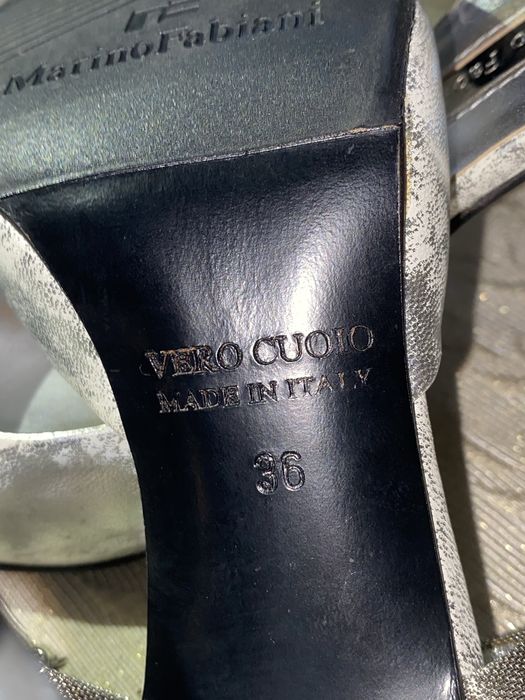 MarinoFabiani
VERO CUOIO
MADE IN ITALY
36